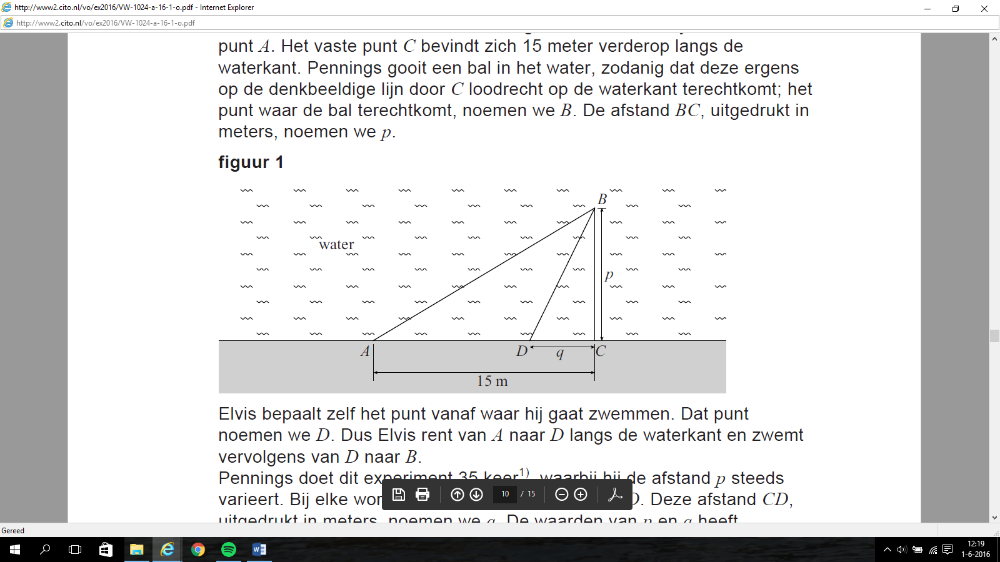 http://www2.cito.nl/vo/ex2016/VW-1024-a-16-1-o.pdf - Internet Explorer
http://www2.cito.nl/vo/ex2016/VW-1024-a-16-1-o.pdf
punt A. Het vaste punt C bevindt zich 15 meter verderop langs de
waterkant. Pennings gooit een bal in het water, zodanig dat deze ergens
op de denkbeeldige lijn door C loodrecht op de waterkant terechtkomt; het
punt waar de bal terechtkomt, noemen we B. De afstand BC, uitgedrukt in
meters, noemen we p.
figuur 1
B
water
p
A
D
q
C
15 m
Elvis bepaalt zelf het punt vanaf waar hij gaat zwemmen. Dat punt
noemen we D. Dus Elvis rent van A naar D langs de waterkant en zwemt
vervolgens van D naar B.
Pennings doet dit experiment 35 keer1), waarbij hij de afstand p steeds
varieert. Bij elke wor D. Deze afstand CD,
uitgedrukt in meters, noemen we q. De waarden van p en q heeft
10 / 15
Gereed
12:19
1-6-2016